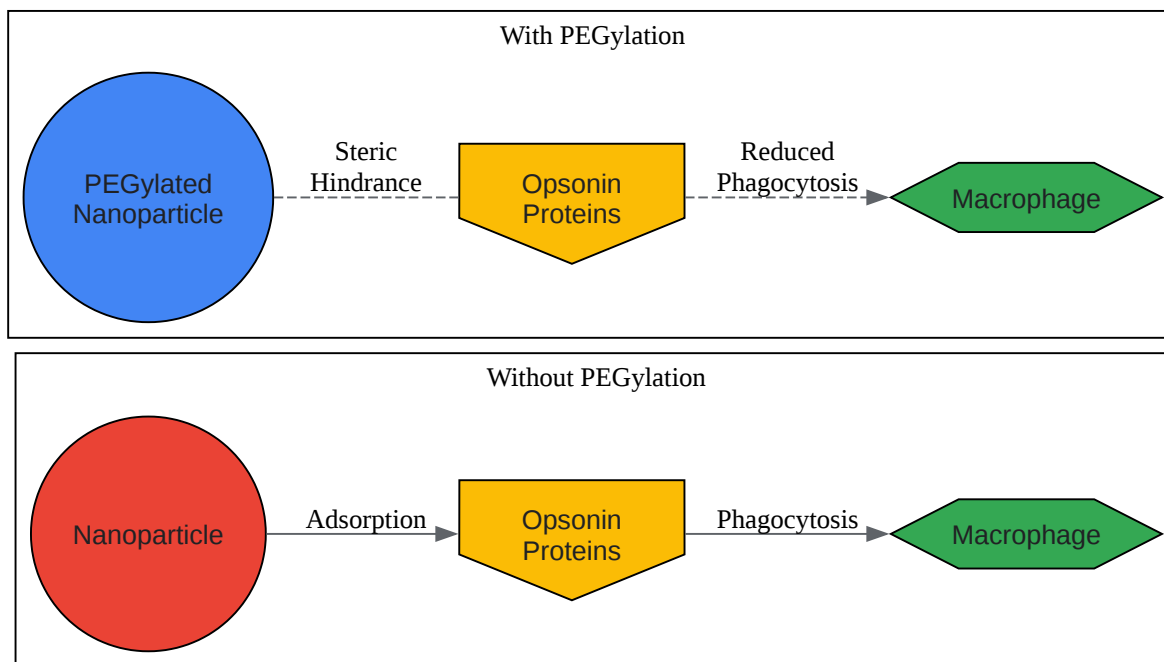 With PEGylation
PEGylated
Nanoparticle
Steric
Hindrance
Opsonin
Proteins
Reduced
Phagocytosis
Macrophage
Without PEGylation
Nanoparticle
Adsorption
Opsonin
Proteins
Phagocytosis
Macrophage